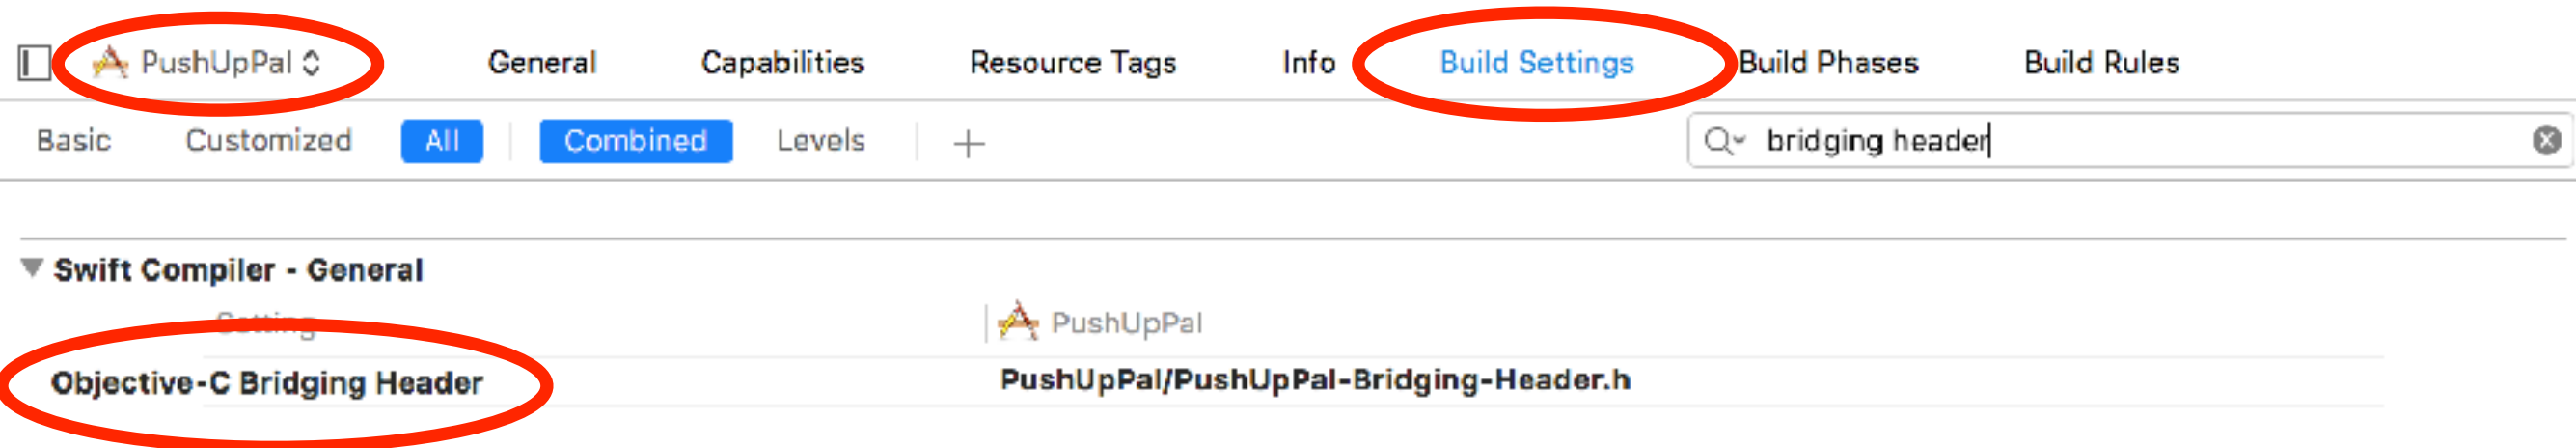 PushUpPal General Capabilities Resource Tags Info Build Settings Build Phases Build Rules
Basic Customized All Combined Levels + bridging header
Swift Compiler - General
Setting PushUpPal
Objective-C Bridging Header PushUpPal/PushUpPal-Bridging-Header.h